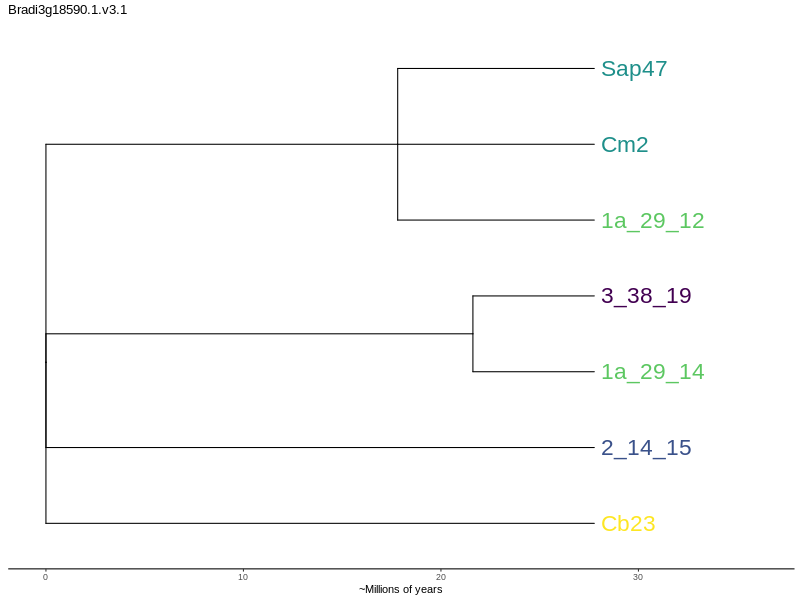 Bradi3g18590.1.v3.1
Sap47
Cm2
1a_29_12
3_38_19
1a_29_14
2_14_15
Cb23
0 10 20 30
~Millions of years